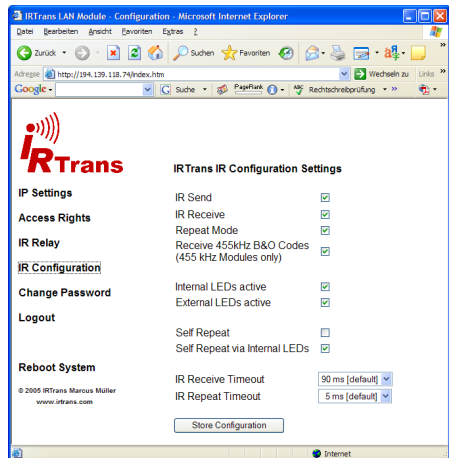 IRTrans LAN Module - Configuration - Microsoft Internet Explorer
Datei Bearbeiten Ansicht Favoriten Extras ?
Zurück Suchen Favoriten
Adresse http://194.139.118.74/index.htm Wechseln zu Links »
Google Suche PageRank ABC Rechtschreibprüfung »
iRTrans
IRTrans IR Configuration Settings
IP Settings
Access Rights
IR Relay
IR Configuration
Change Password
Logout
Reboot System
© 2005 IRTrans Marcus Müller
www.irtrans.com
IR Send
IR Receive
Repeat Mode
Receive 455kHz B&O Codes
(455 kHz Modules only)
Internal LEDs active
External LEDs active
Self Repeat
Self Repeat via Internal LEDs
IR Receive Timeout 90 ms [default]
IR Repeat Timeout 5 ms [default]
Store Configuration
Internet